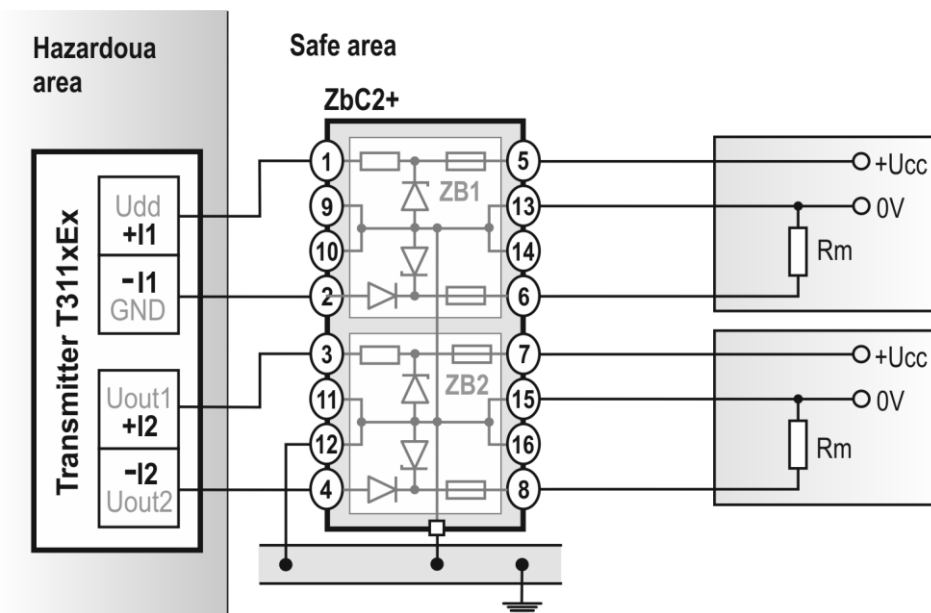 Hazardoua
area
Safe area
ZbC2+
Transmitter T311xEx
Udd
+I1
-I1
GND
Uout1
+I2
-I2
Uout2
1
9
10
2
3
11
12
4
ZB1
ZB2
5
13
14
6
7
15
16
8
+Ucc
0V
Rm
+Ucc
0V
Rm